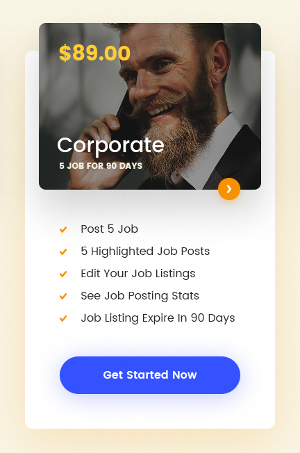 $89.00
Corporate
5 JOB FOR 90 DAYS
Post 5 Job
5 Highlighted Job Posts
Edit Your Job Listings
See Job Posting Stats
Job Listing Expire In 90 Days
Get Started Now